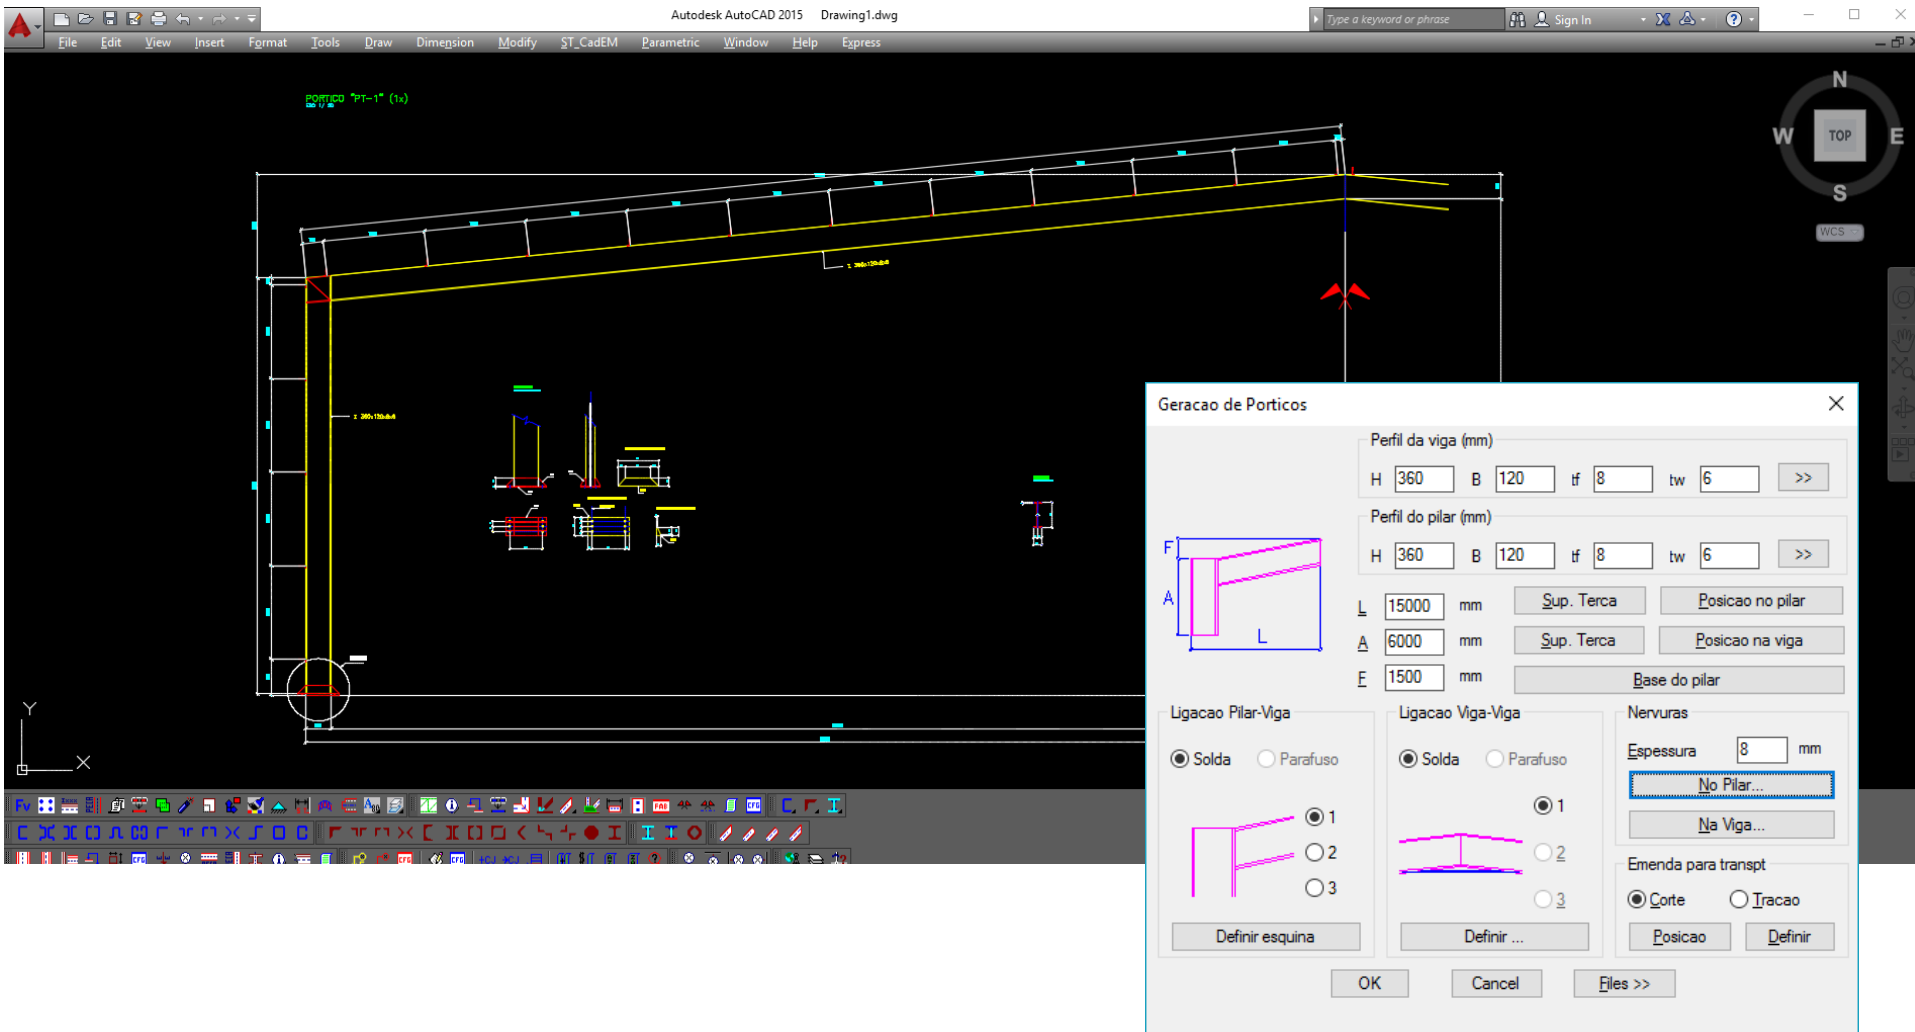 Autodesk AutoCAD 2015 Drawing1.dwg
Type a keyword or phrase
Sign In
File Edit View Insert Format Tools Draw Dimension Modify ST_CadEM Parametric Window Help Express
PORTICO "PT-1" (1x)
N
W TOP E
S
WCS
Y
X
Geracao de Porticos
Perfil da viga (mm)
H 360 B 120 tf 8 tw 6 >>
Perfil do pilar (mm)
H 360 B 120 tf 8 tw 6 >>
F
A
L
L 15000 mm Sup. Terca Posicao no pilar
A 6000 mm Sup. Terca Posicao na viga
F 1500 mm Base do pilar
Ligacao Pilar-Viga
Solda Parafuso
1
2
3
Definir esquina
Ligacao Viga-Viga
Solda Parafuso
1
2
3
Definir ...
Nervuras
Espessura 8 mm
No Pilar...
Na Viga...
Emenda para transpt
Corte Tracao
Posicao Definir
OK Cancel Files >>